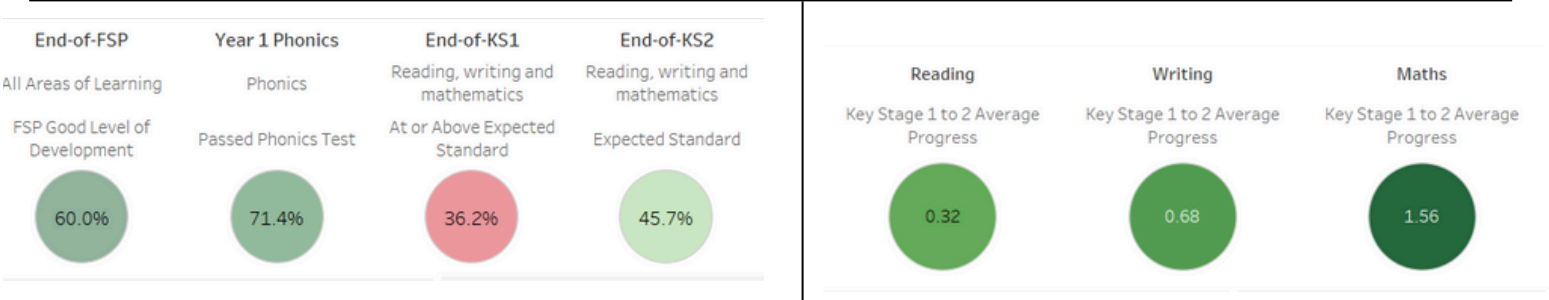 End-of-FSP
All Areas of Learning
FSP Good Level of
Development
60.0%
Year 1 Phonics
Phonics
Passed Phonics Test
71.4%
End-of-KS1
Reading, writing and
mathematics
At or Above Expected
Standard
36.2%
End-of-KS2
Reading, writing and
mathematics
Expected Standard
45.7%
Reading
Key Stage 1 to 2 Average
Progress
0.32
Writing
Key Stage 1 to 2 Average
Progress
0.68
Maths
Key Stage 1 to 2 Average
Progress
1.56